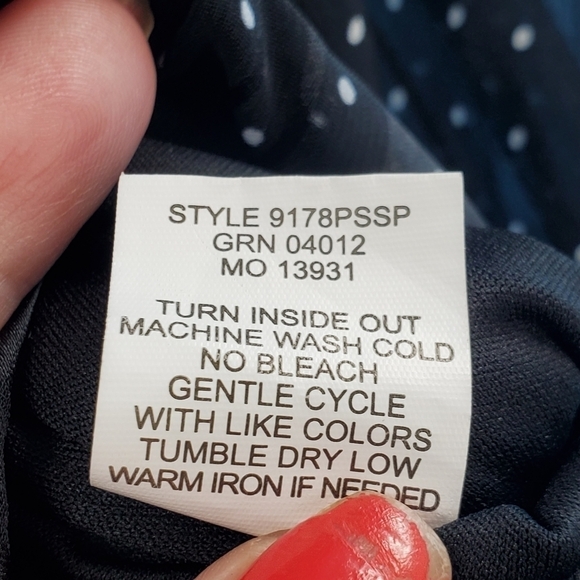 STYLE 9178PSSP
GRN 04012
MO 13931
TURN INSIDE OUT
MACHINE WASH COLD
NO BLEACH
GENTLE CYCLE
WITH LIKE COLORS
TUMBLE DRY LOW
WARM IRON IF NEEDED